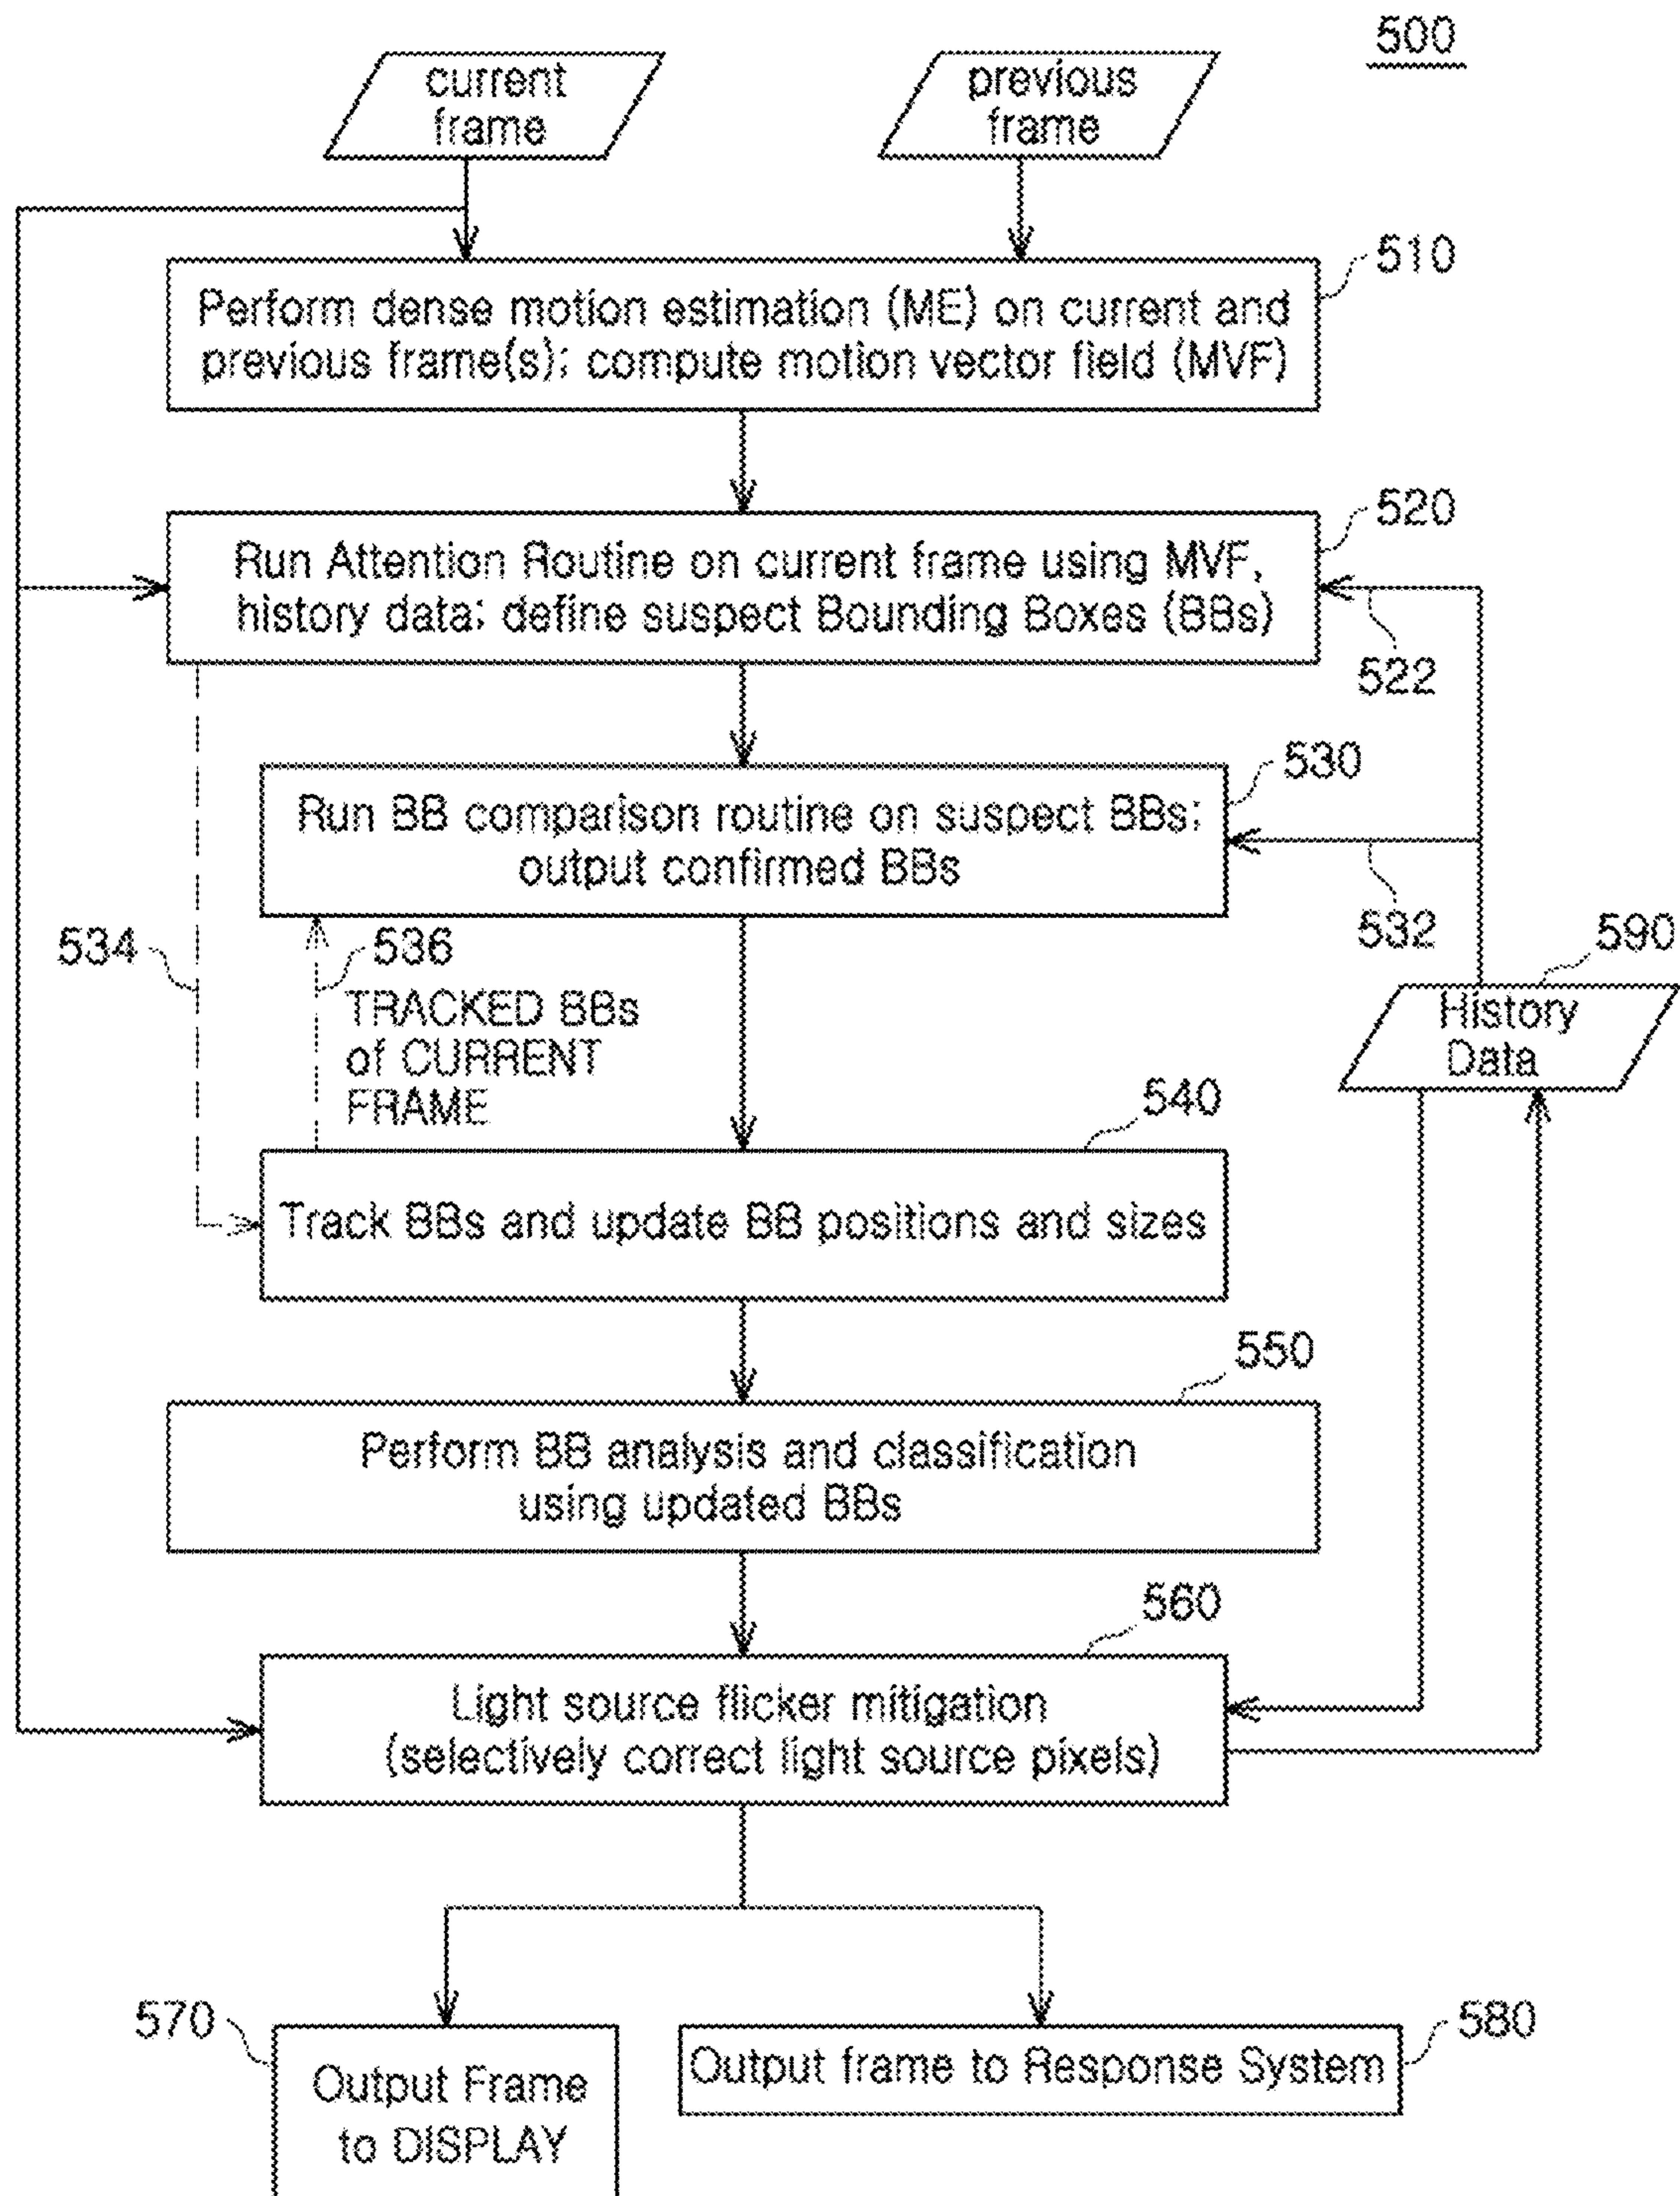 500
current
frame
previous
frame
510
Perform dense motion estimation (ME) on current and
previous frame(s); compute motion vector field (MVF)
520
Run Attention Routine on current frame using MVF,
history data; define suspect Bounding Boxes (BBs)
522
530
Run BB comparison routine on suspect BBs;
output confirmed BBs
532
534
536
TRACKED BBs
of CURRENT
FRAME
590
History
Data
540
Track BBs and update BB positions and sizes
550
Perform BB analysis and classification
using updated BBs
560
Light source flicker mitigation
(selectively correct light source pixels)
570
Output Frame
to DISPLAY
580
Output frame to Response System